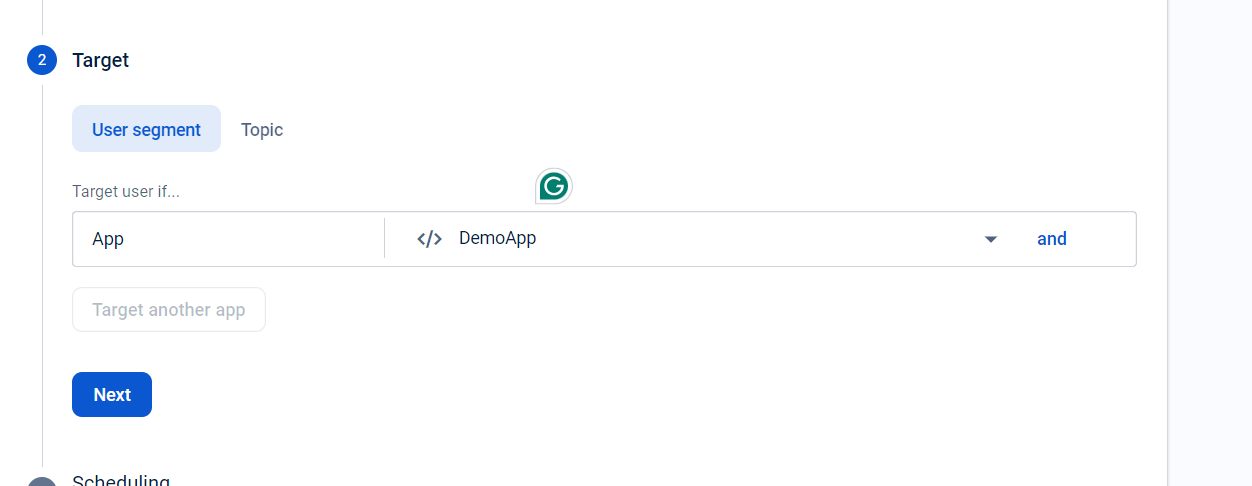 2 Target
User segment Topic
Target user if...
App </> DemoApp and
Target another app
Next
Scheduling